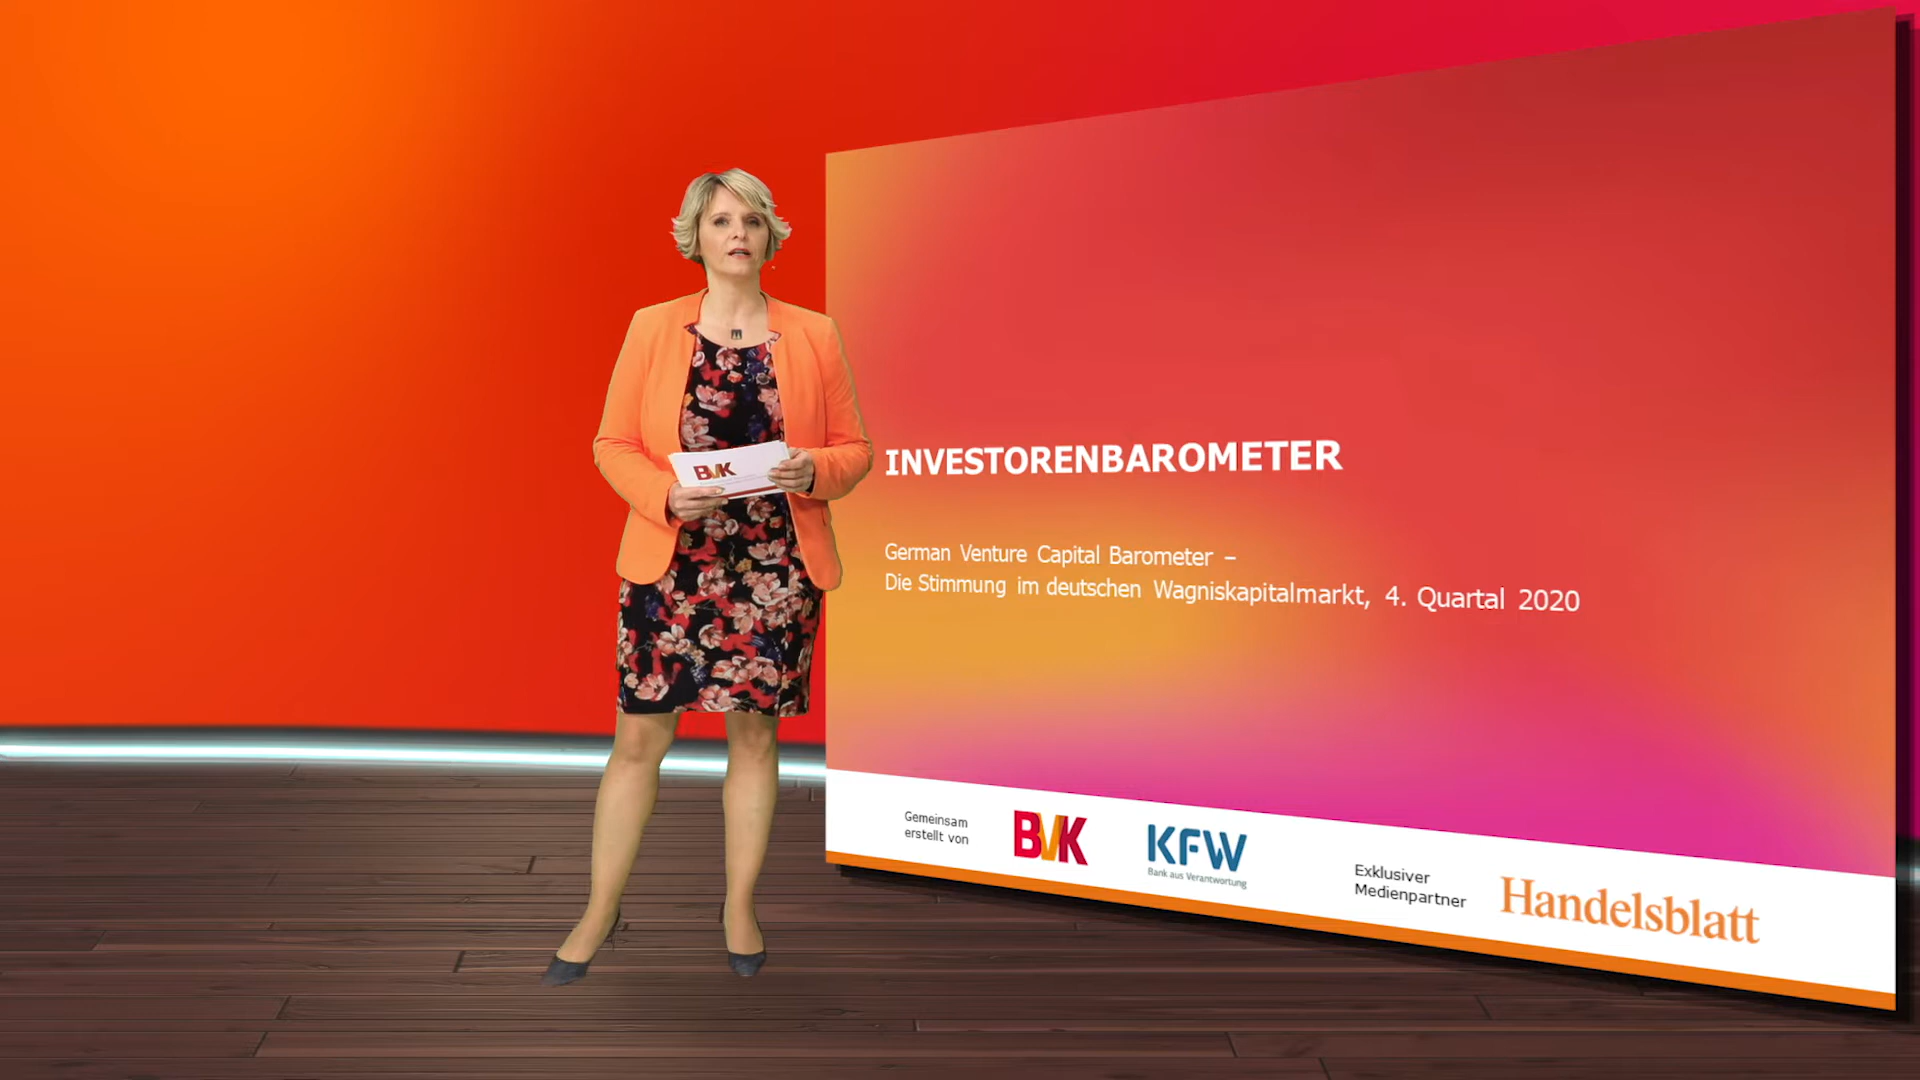 BVK
INVESTORENBAROMETER
German Venture Capital Barometer –
Die Stimmung im deutschen Wagniskapitalmarkt, 4. Quartal 2020
Gemeinsam
erstellt von
BVK
KFW
Bank aus Verantwortung
Exklusiver
Medienpartner
Handelsblatt